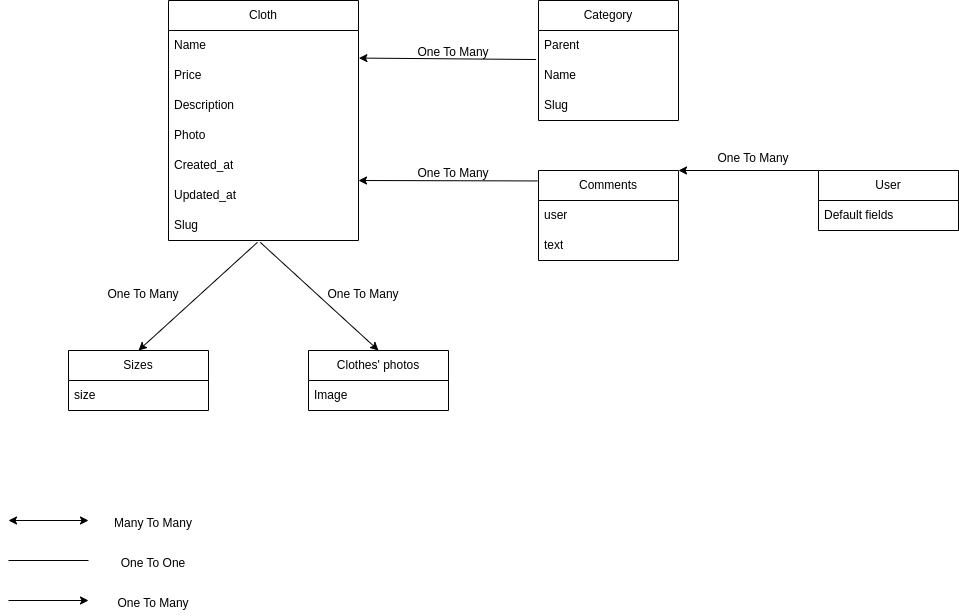 Cloth
Name
Price
Description
Photo
Created_at
Updated_at
Slug
One To Many
Category
Parent
Name
Slug
One To Many
Comments
user
text
One To Many
User
Default fields
One To Many
One To Many
Sizes
size
Clothes' photos
Image
Many To Many
One To One
One To Many